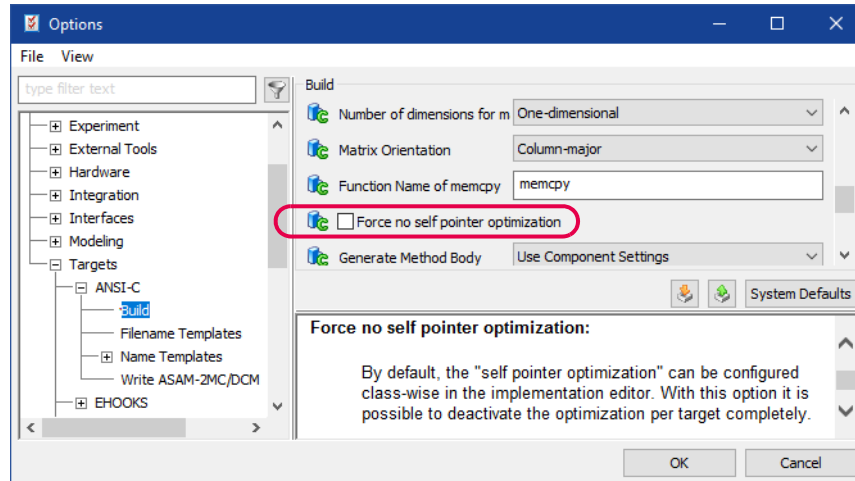 Options
File View
type filter text
Experiment
External Tools
Hardware
Integration
Interfaces
Modeling
Targets
ANSI-C
Build
Filename Templates
Name Templates
Write ASAM-2MC/DCM
EHOOKS
Build
Number of dimensions for m One-dimensional
Matrix Orientation Column-major
Function Name of memcpy memcpy
Force no self pointer optimization
Generate Method Body Use Component Settings
System Defaults
Force no self pointer optimization:
By default, the "self pointer optimization" can be configured
class-wise in the implementation editor. With this option it is
possible to deactivate the optimization per target completely.
OK Cancel